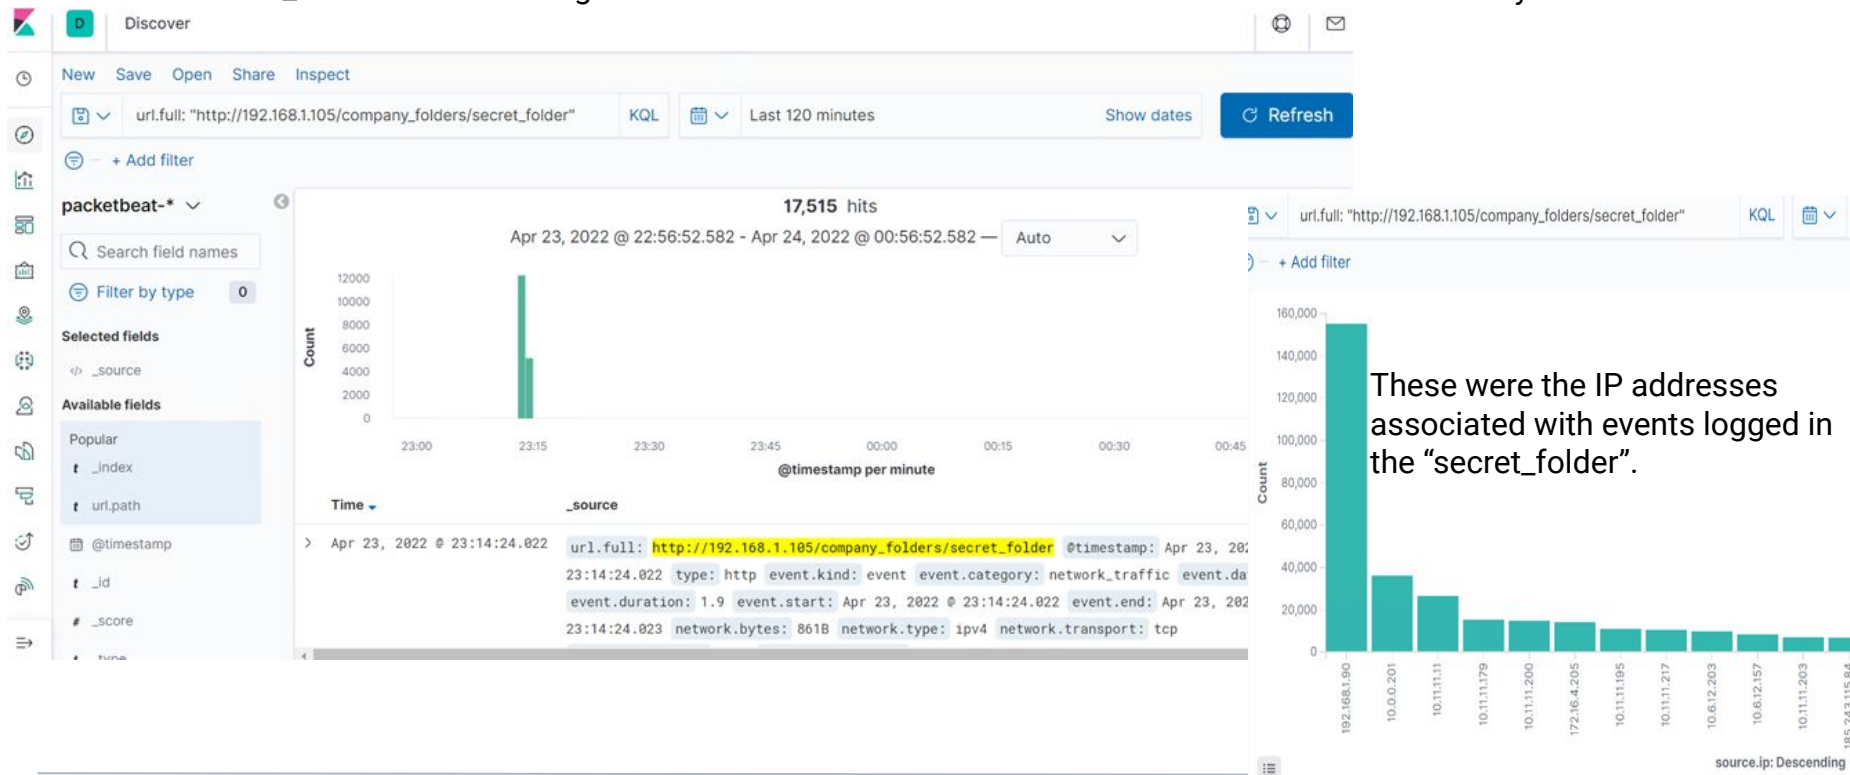 D Discover
New Save Open Share Inspect
url.full: "http://192.168.1.105/company_folders/secret_folder" KQL Last 120 minutes Show dates Refresh
+ Add filter
packetbeat-*
Search field names
Filter by type 0
Selected fields
</> _source
Available fields
Popular
t _index
t url.path
@timestamp
t _id
# _score
17,515 hits
Apr 23, 2022 @ 22:56:52.582 - Apr 24, 2022 @ 00:56:52.582 — Auto
Count
12000
10000
8000
6000
4000
2000
0
23:00 23:15 23:30 23:45 00:00 00:15 00:30 00:45
@timestamp per minute
Time _source
> Apr 23, 2022 @ 23:14:24.022 url.full: http://192.168.1.105/company_folders/secret_folder @timestamp: Apr 23, 202
23:14:24.022 type: http event.kind: event event.category: network_traffic event.da
event.duration: 1.9 event.start: Apr 23, 2022 @ 23:14:24.022 event.end: Apr 23, 202
23:14:24.023 network.bytes: 861B network.type: ipv4 network.transport: tcp
url.full: "http://192.168.1.105/company_folders/secret_folder" KQL
+ Add filter
Count
160,000
140,000
120,000
100,000
80,000
60,000
40,000
20,000
0
These were the IP addresses
associated with events logged in
the “secret_folder”.
192.168.1.90
10.0.0.201
10.11.11.11
10.11.11.179
10.11.11.200
172.16.4.205
10.11.11.195
10.11.11.217
10.6.12.203
10.6.12.157
10.11.11.203
185.243.115.84
source.ip: Descending